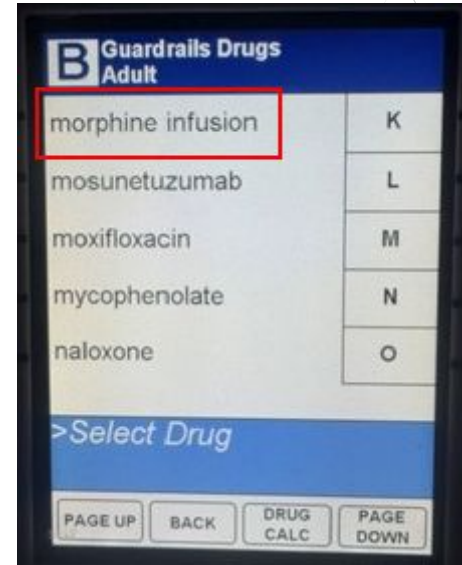 B Guardrails Drugs
Adult
morphine infusion K
mosunetuzumab L
moxifloxacin M
mycophenolate N
naloxone O
>Select Drug
PAGE UP BACK DRUG CALC PAGE DOWN